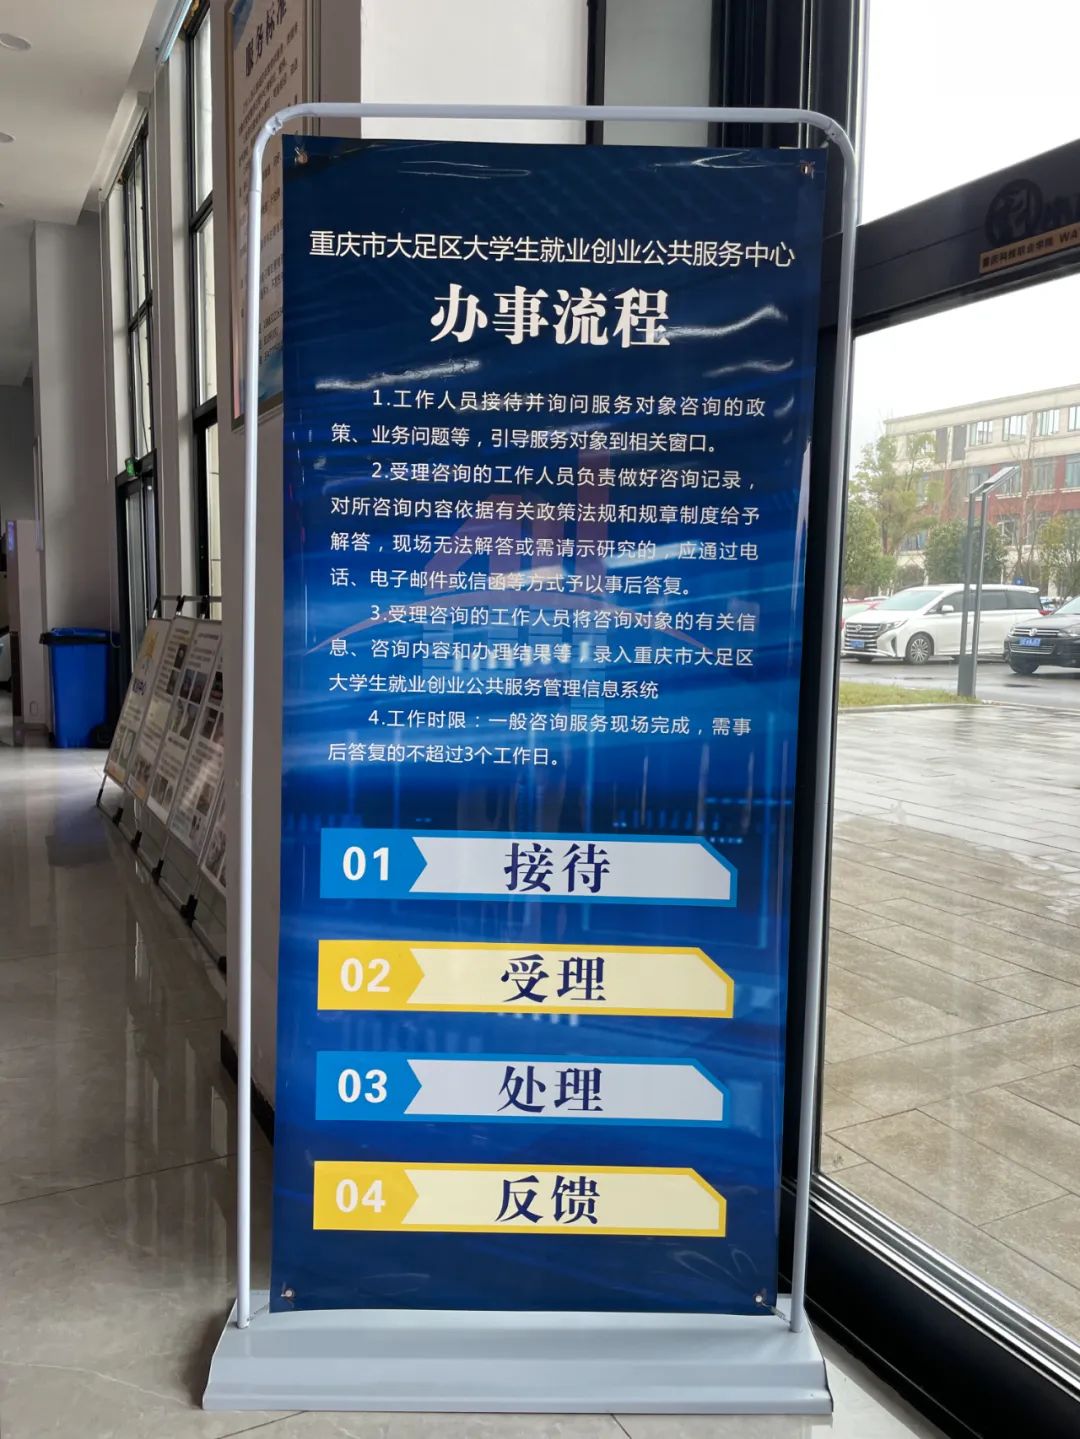 服务标准
重庆市大足区大学生就业创业公共服务中心
办事流程
1.工作人员接待并询问服务对象咨询的政
策、业务问题等，引导服务对象到相关窗口。
2.受理咨询的工作人员负责做好咨询记录，
对所咨询内容依据有关政策法规和规章制度给予
解答，现场无法解答或需请示研究的，应通过电
话、电子邮件或信函等方式予以事后答复。
3.受理咨询的工作人员将咨询对象的有关信
息、咨询内容和办理结果等，录入重庆市大足区
大学生就业创业公共服务管理信息系统
4.工作时限：一般咨询服务现场完成，需事
后答复的不超过3个工作日。
01 接待
02 受理
03 处理
04 反馈